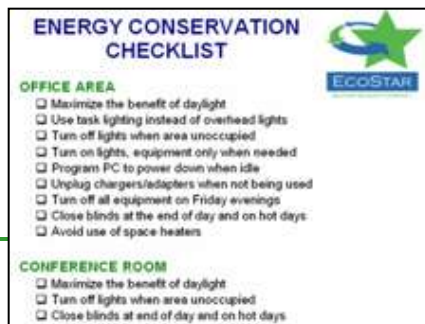 ENERGY CONSERVATION
CHECKLIST
ECOSTAR
OFFICE AREA
❑ Maximize the benefit of daylight
❑ Use task lighting instead of overhead lights
❑ Turn off lights when area unoccupied
❑ Turn on lights, equipment only when needed
❑ Program PC to power down when idle
❑ Unplug chargers/adapters when not being used
❑ Turn off all equipment on Friday evenings
❑ Close blinds at the end of day and on hot days
❑ Avoid use of space heaters
CONFERENCE ROOM
❑ Maximize the benefit of daylight
❑ Turn off lights when area unoccupied
❑ Close blinds at end of day and on hot days